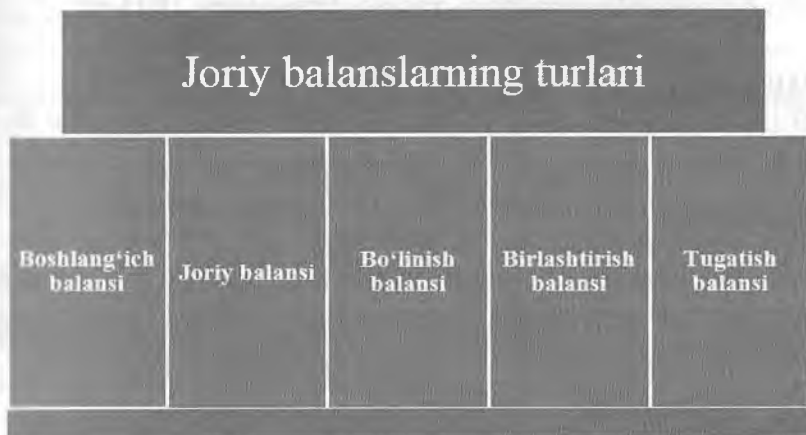 Joriy balanslarning turlari
Boshlang‘ich
balansi
Joriy balansi
Bo‘linish
balansi
Birlashtirish
balansi
Tugatish
balansi